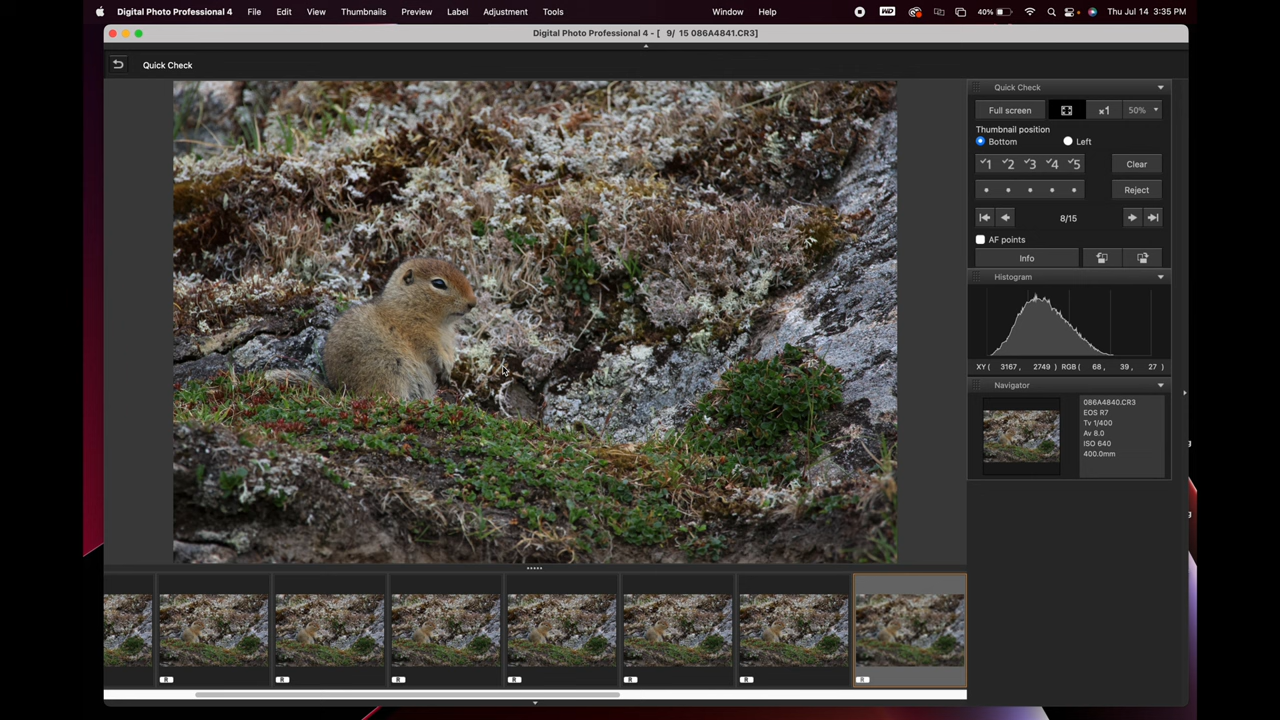 Digital Photo Professional 4 File Edit View Thumbnails Preview Label Adjustment Tools Window Help WD 40% Thu Jul 14 3:35 PM
Digital Photo Professional 4 - [ 9/ 15 086A4841.CR3]
Quick Check
Quick Check
Full screen x1 50%
Thumbnail position
Bottom Left
1 2 3 4 5 Clear
Reject
8/15
AF points
Info
Histogram
XY( 3167, 2749 ) RGB( 68, 39, 27 )
Navigator
086A4840.CR3
EOS R7
Tv 1/400
Av 8.0
ISO 640
400.0mm
R R R R R R R